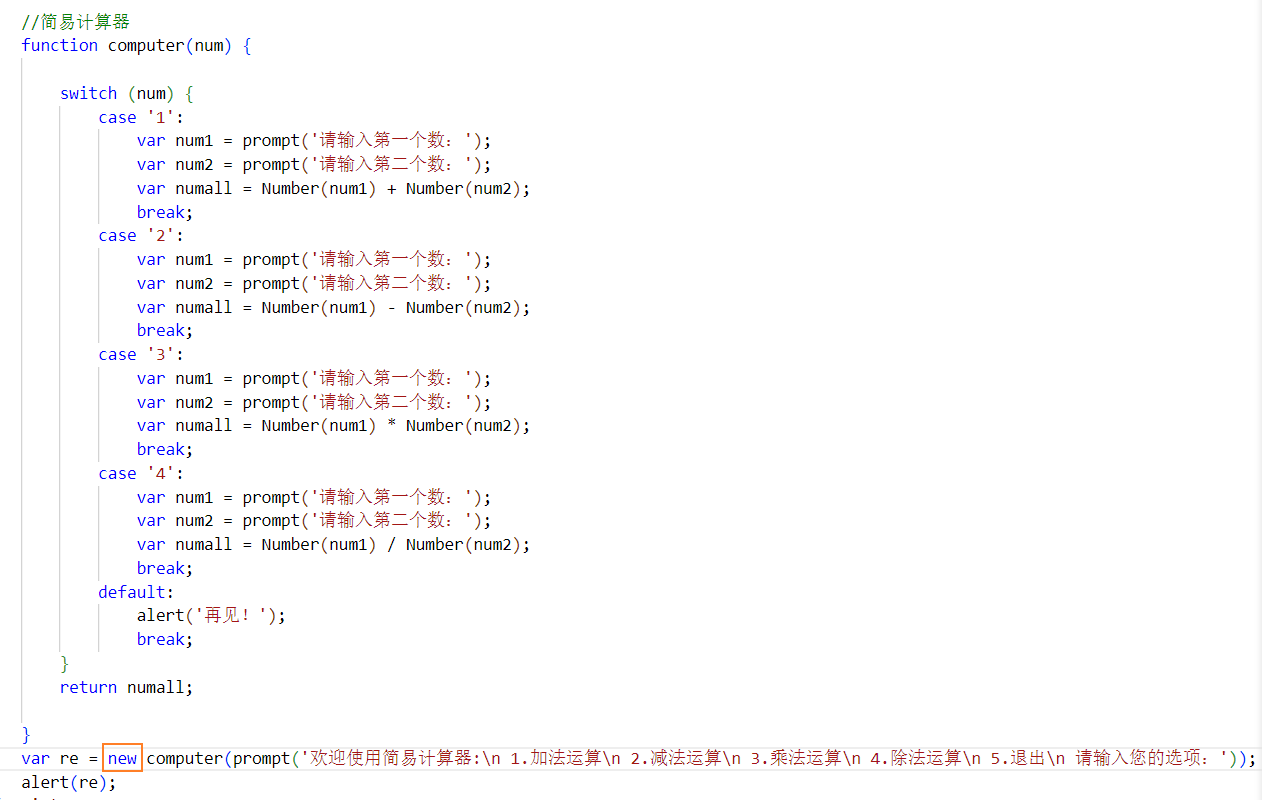 //简易计算器
function computer(num) {
switch (num) {
case '1':
var num1 = prompt('请输入第一个数：');
var num2 = prompt('请输入第二个数：');
var numall = Number(num1) + Number(num2);
break;
case '2':
var num1 = prompt('请输入第一个数：');
var num2 = prompt('请输入第二个数：');
var numall = Number(num1) - Number(num2);
break;
case '3':
var num1 = prompt('请输入第一个数：');
var num2 = prompt('请输入第二个数：');
var numall = Number(num1) * Number(num2);
break;
case '4':
var num1 = prompt('请输入第一个数：');
var num2 = prompt('请输入第二个数：');
var numall = Number(num1) / Number(num2);
break;
default:
alert('再见！');
break;
}
return numall;
}
var re = new computer(prompt('欢迎使用简易计算器:\n 1.加法运算\n 2.减法运算\n 3.乘法运算\n 4.除法运算\n 5.退出\n 请输入您的选项：'));
alert(re);